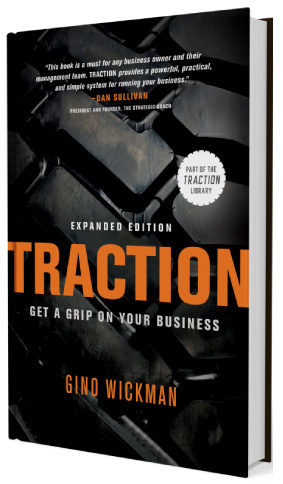 "This book is a must for any business owner and their
management team. TRACTION provides a powerful, practical,
and simple system for running your business."
–DAN SULLIVAN
PRESIDENT AND FOUNDER, THE STRATEGIC COACH
PART OF THE
TRACTION
LIBRARY
EXPANDED EDITION
TRACTION
GET A GRIP ON YOUR BUSINESS
GINO WICKMAN